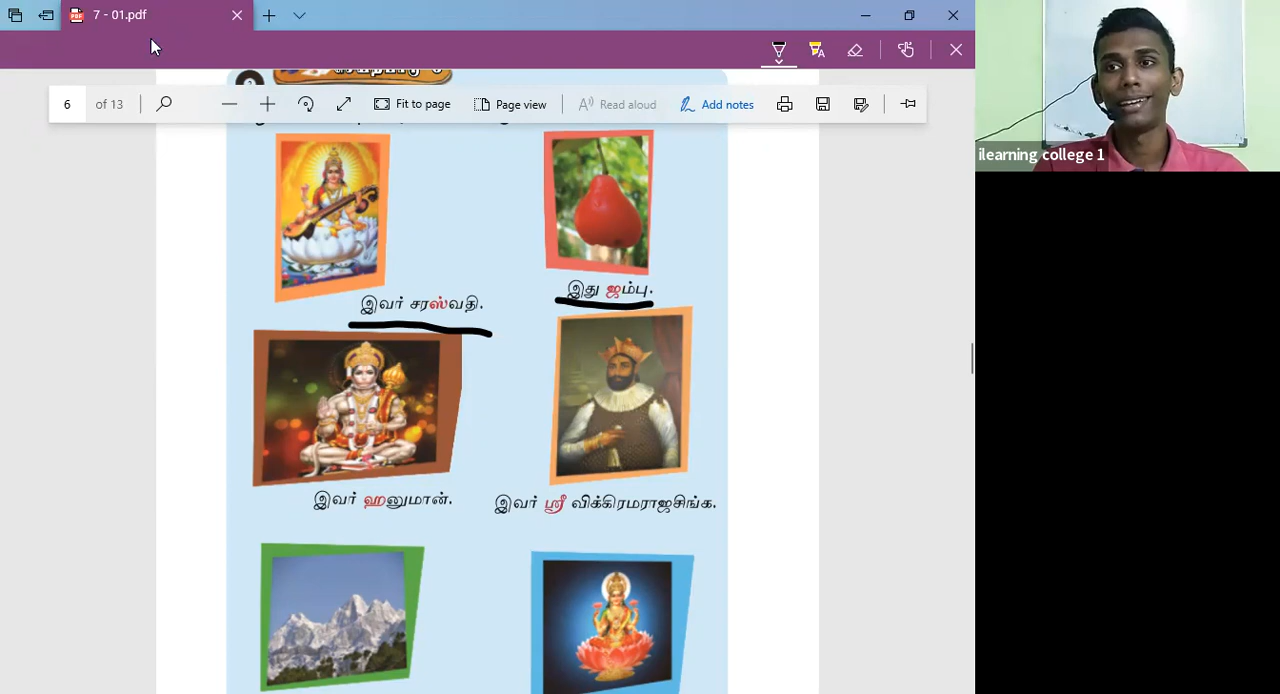 7 - 01.pdf
6 of 13
Fit to page
Page view
Read aloud
Add notes
ilearning college 1
இவர் சரஸ்வதி.
இது ஜம்பு.
இவர் ஹனுமான்.
இவர் ஸ்ரீ விக்கிரமராஜசிங்க.